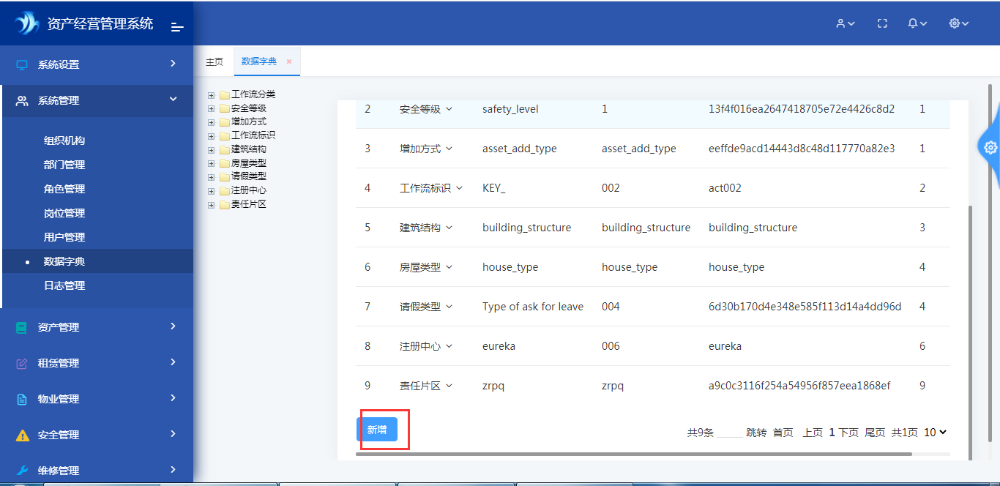 资产经营管理系统
主页
数据字典
系统设置
系统管理
组织机构
部门管理
角色管理
岗位管理
用户管理
数据字典
日志管理
资产管理
租赁管理
物业管理
安全管理
维修管理
工作流分类
安全等级
增加方式
工作流标识
建筑结构
房屋类型
请假类型
注册中心
责任片区
2 安全等级 safety_level 1 13f4f016ea2647418705e72e4426c8d2 1
3 增加方式 asset_add_type asset_add_type eeffde9acd14443d8c48d117770a82e3 1
4 工作流标识 KEY_ 002 act002 2
5 建筑结构 building_structure building_structure building_structure 3
6 房屋类型 house_type house_type house_type 4
7 请假类型 Type of ask for leave 004 6d30b170d4e348e585f113d14a4dd96d 4
8 注册中心 eureka 006 eureka 6
9 责任片区 zrpq zrpq a9c0c3116f254a54956f857eea1868ef 9
新增
共9条 跳转 首页 上页 1 下页 尾页 共1页 10